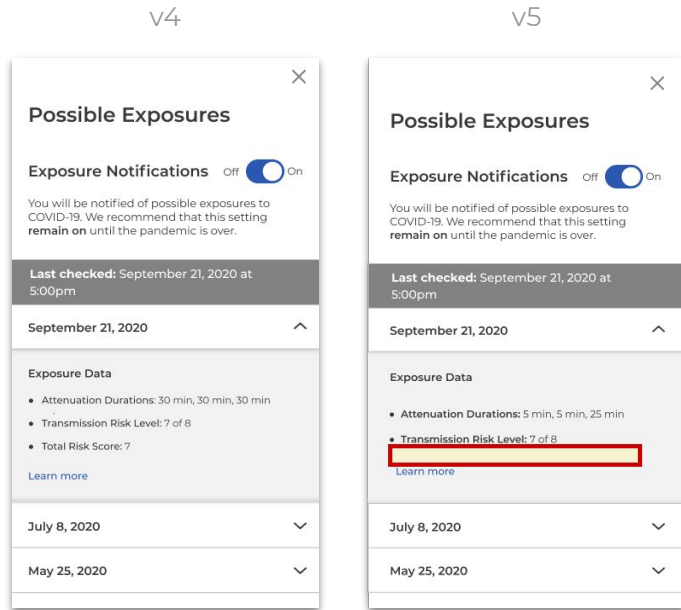 v4
Possible Exposures
Exposure Notifications Off On
You will be notified of possible exposures to
COVID-19. We recommend that this setting
remain on until the pandemic is over.
Last checked: September 21, 2020 at
5:00pm
September 21, 2020
Exposure Data
• Attenuation Durations: 30 min, 30 min, 30 min
• Transmission Risk Level: 7 of 8
• Total Risk Score: 7
Learn more
July 8, 2020
May 25, 2020
v5
Possible Exposures
Exposure Notifications Off On
You will be notified of possible exposures to
COVID-19. We recommend that this setting
remain on until the pandemic is over.
Last checked: September 21, 2020 at
5:00pm
September 21, 2020
Exposure Data
• Attenuation Durations: 5 min, 5 min, 25 min
• Transmission Risk Level: 7 of 8
Learn more
July 8, 2020
May 25, 2020